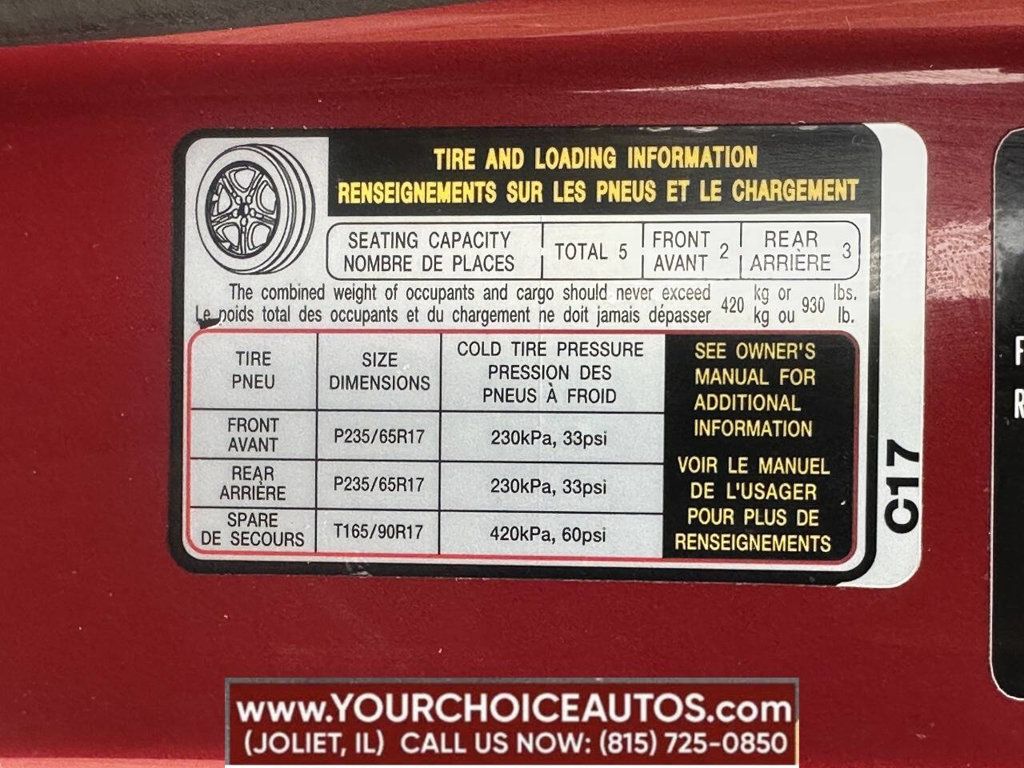 TIRE AND LOADING INFORMATION
RENSEIGNEMENTS SUR LES PNEUS ET LE CHARGEMENT
SEATING CAPACITY
NOMBRE DE PLACES
TOTAL 5
FRONT
AVANT 2
REAR
ARRIÈRE 3
The combined weight of occupants and cargo should never exceed 420 kg or 930 lbs.
Le poids total des occupants et du chargement ne doit jamais dépasser 420 kg ou 930 lb.
TIRE
PNEU
SIZE
DIMENSIONS
COLD TIRE PRESSURE
PRESSION DES
PNEUS À FROID
FRONT
AVANT
P235/65R17
230kPa, 33psi
REAR
ARRIÈRE
P235/65R17
230kPa, 33psi
SPARE
DE SECOURS
T165/90R17
420kPa, 60psi
SEE OWNER'S
MANUAL FOR
ADDITIONAL
INFORMATION
VOIR LE MANUEL
DE L'USAGER
POUR PLUS DE
RENSEIGNEMENTS
C17
www.YOURCHOICEAUTOS.com
(JOLIET, IL) CALL US NOW: (815) 725-0850